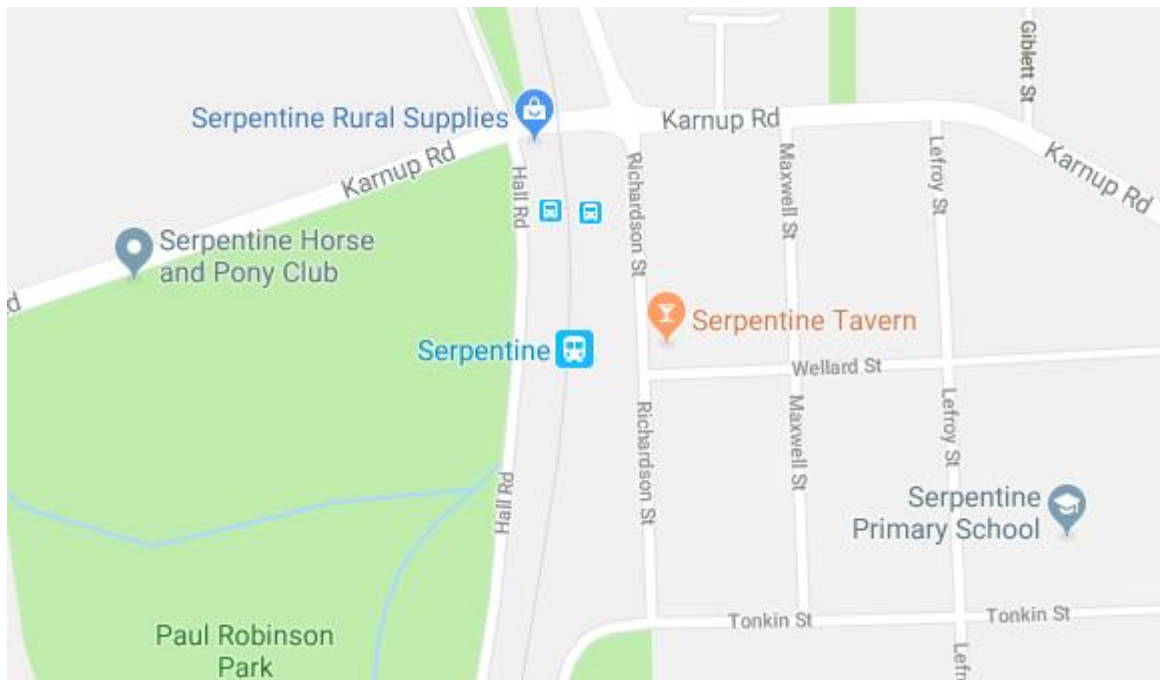 Giblett St
Serpentine Rural Supplies
Karnup Rd
Karnup Rd
Karnup Rd
Hall Rd
Richardson St
Maxwell St
Lefroy St
Serpentine Horse
and Pony Club
d
Serpentine Tavern
Serpentine
Wellard St
Richardson St
Maxwell St
Lefroy St
Hall Rd
Serpentine
Primary School
Tonkin St
Tonkin St
Paul Robinson
Park
Lefr